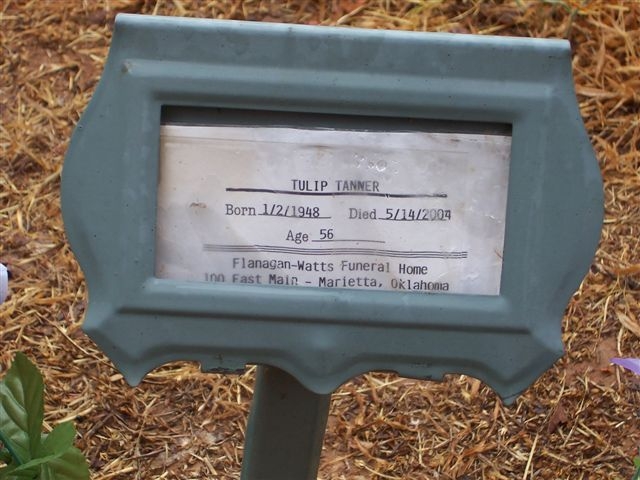 TULIP TANNER
Born 1/2/1948 Died 5/14/2004
Age 56
Flanagan-Watts Funeral Home
100 East Main - Marietta, Oklahoma